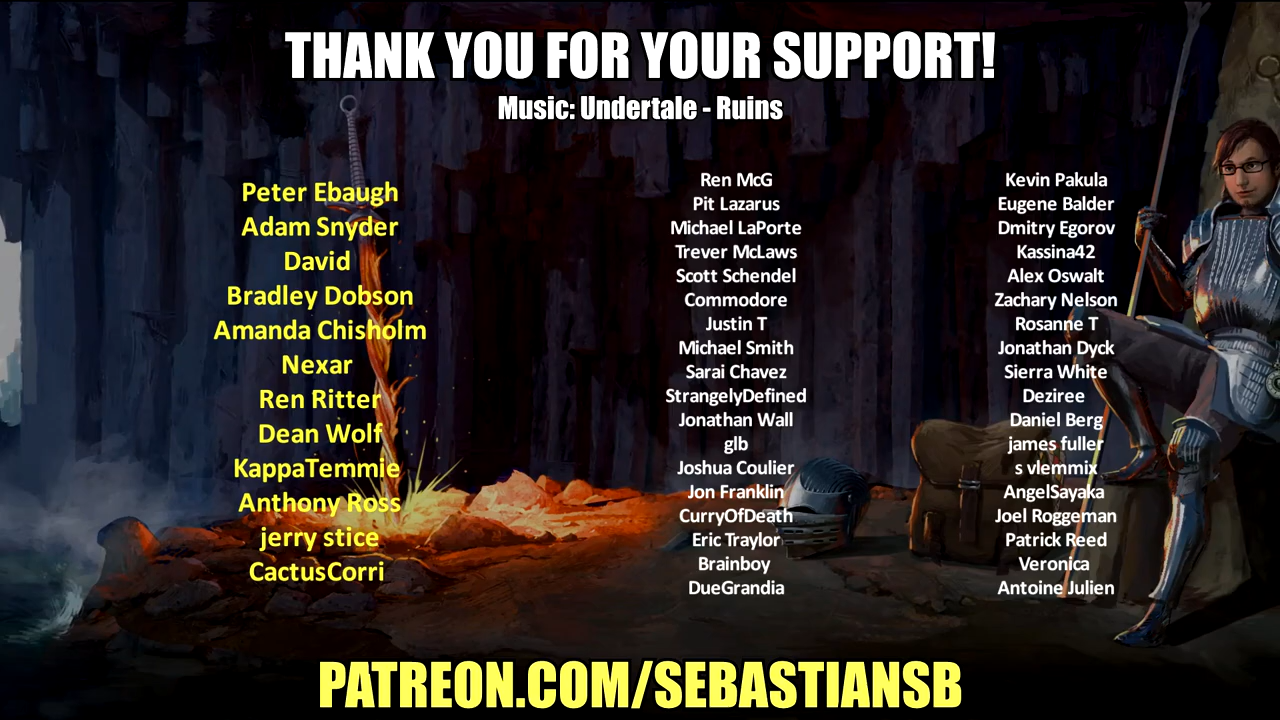 THANK YOU FOR YOUR SUPPORT!
Music: Undertale - Ruins
Peter Ebaugh
Adam Snyder
David
Bradley Dobson
Amanda Chisholm
Nexar
Ren Ritter
Dean Wolf
KappaTemmie
Anthony Ross
jerry stice
CactusCorri
Ren McG
Pit Lazarus
Michael LaPorte
Trever McLaws
Scott Schendel
Commodore
Justin T
Michael Smith
Sarai Chavez
StrangelyDefined
Jonathan Wall
glb
Joshua Coulier
Jon Franklin
CurryOfDeath
Eric Traylor
Brainboy
DueGrandia
Kevin Pakula
Eugene Balder
Dmitry Egorov
Kassina42
Alex Oswalt
Zachary Nelson
Rosanne T
Jonathan Dyck
Sierra White
Deziree
Daniel Berg
james fuller
s vlemmix
AngelSayaka
Joel Roggeman
Patrick Reed
Veronica
Antoine Julien
PATREON.COM/SEBASTIANSB